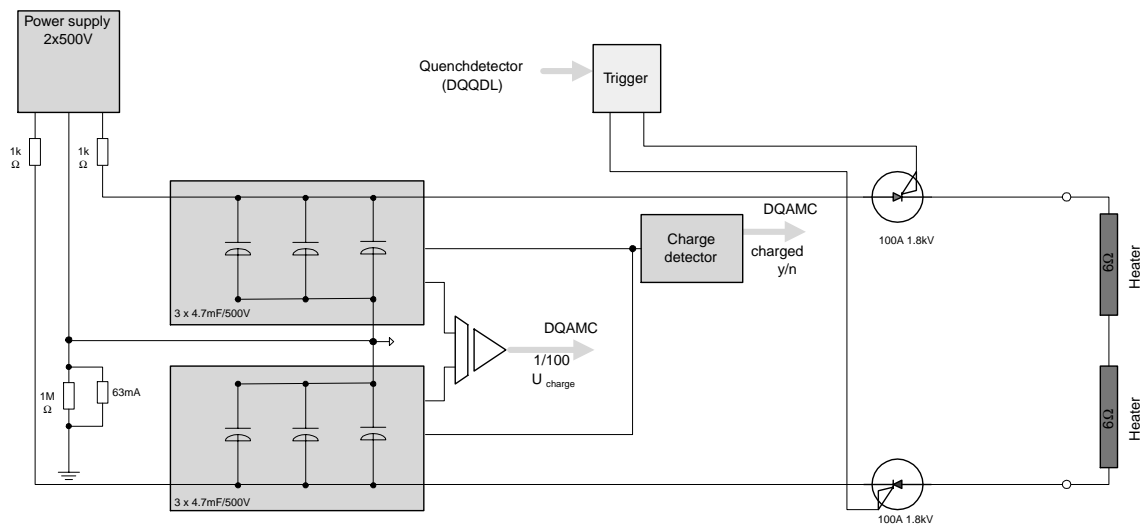 Power supply
2x500V
Quenchdetector
(DQQDL)
Trigger
1k
Ω
1k
Ω
100A 1.8kV
DQAMC
charged
y/n
Charge
detector
6Ω
Heater
3 x 4.7mF/500V
DQAMC
1/100
U charge
1M
Ω
63mA
6Ω
Heater
3 x 4.7mF/500V
100A 1.8kV